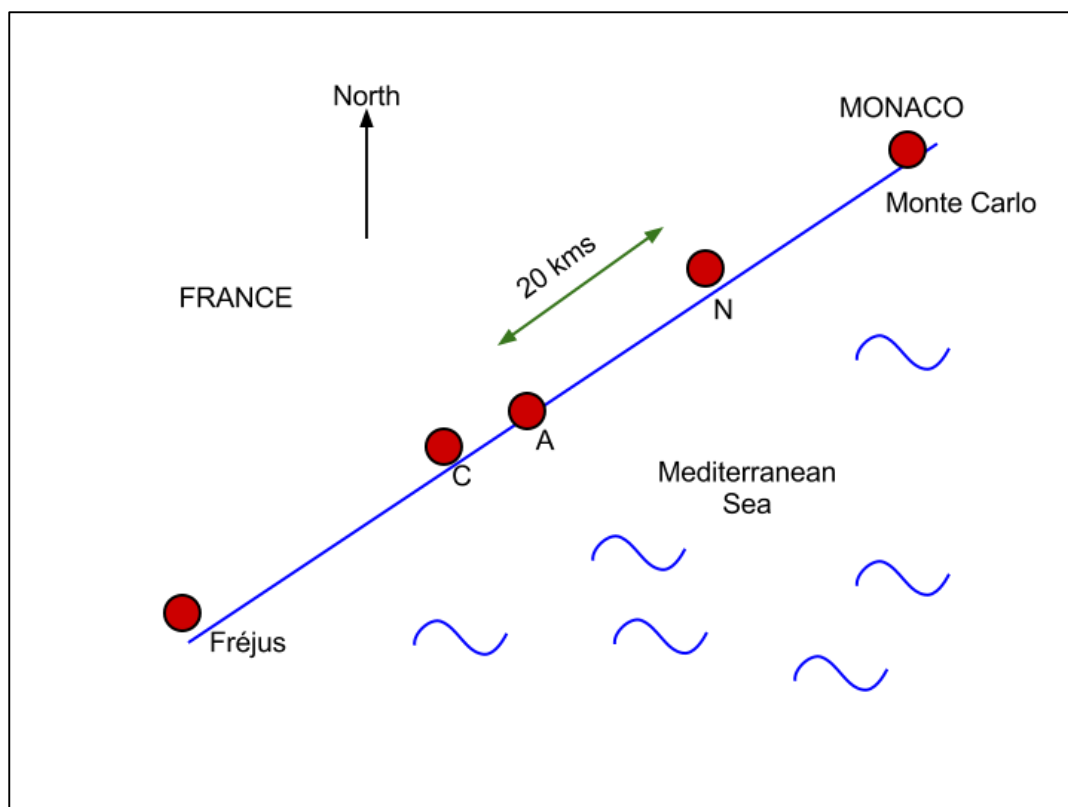 North
MONACO
Monte Carlo
20 kms
FRANCE
N
A
C
Mediterranean
Sea
Fréjus